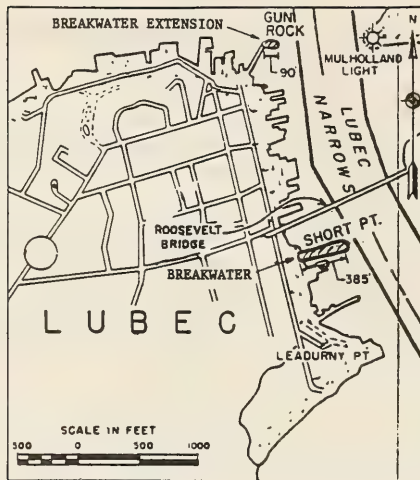 BREAKWATER EXTENSION
GUN
ROCK
90'
MULHOLLAND
LIGHT
N
LUBEC
NARROWS
ROOSEVELT
BRIDGE
SHORT PT.
BREAKWATER
385'
LUBEC
LEADURNY PT
SCALE IN FEET
500 0 500 1000